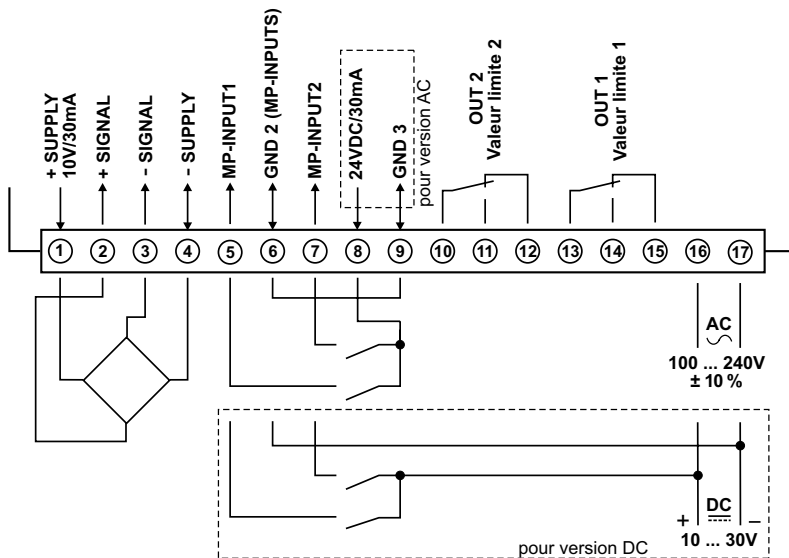 + SUPPLY
10V/30mA
+ SIGNAL
- SIGNAL
- SUPPLY
MP-INPUT1
GND 2 (MP-INPUTS)
MP-INPUT2
24VDC/30mA
GND 3
pour version AC
OUT 2
Valeur limite 2
OUT 1
Valeur limite 1
1 2 3 4 5 6 7 8 9 10 11 12 13 14 15 16 17
AC
100 ... 240V
± 10 %
+ DC –
10 ... 30V
pour version DC